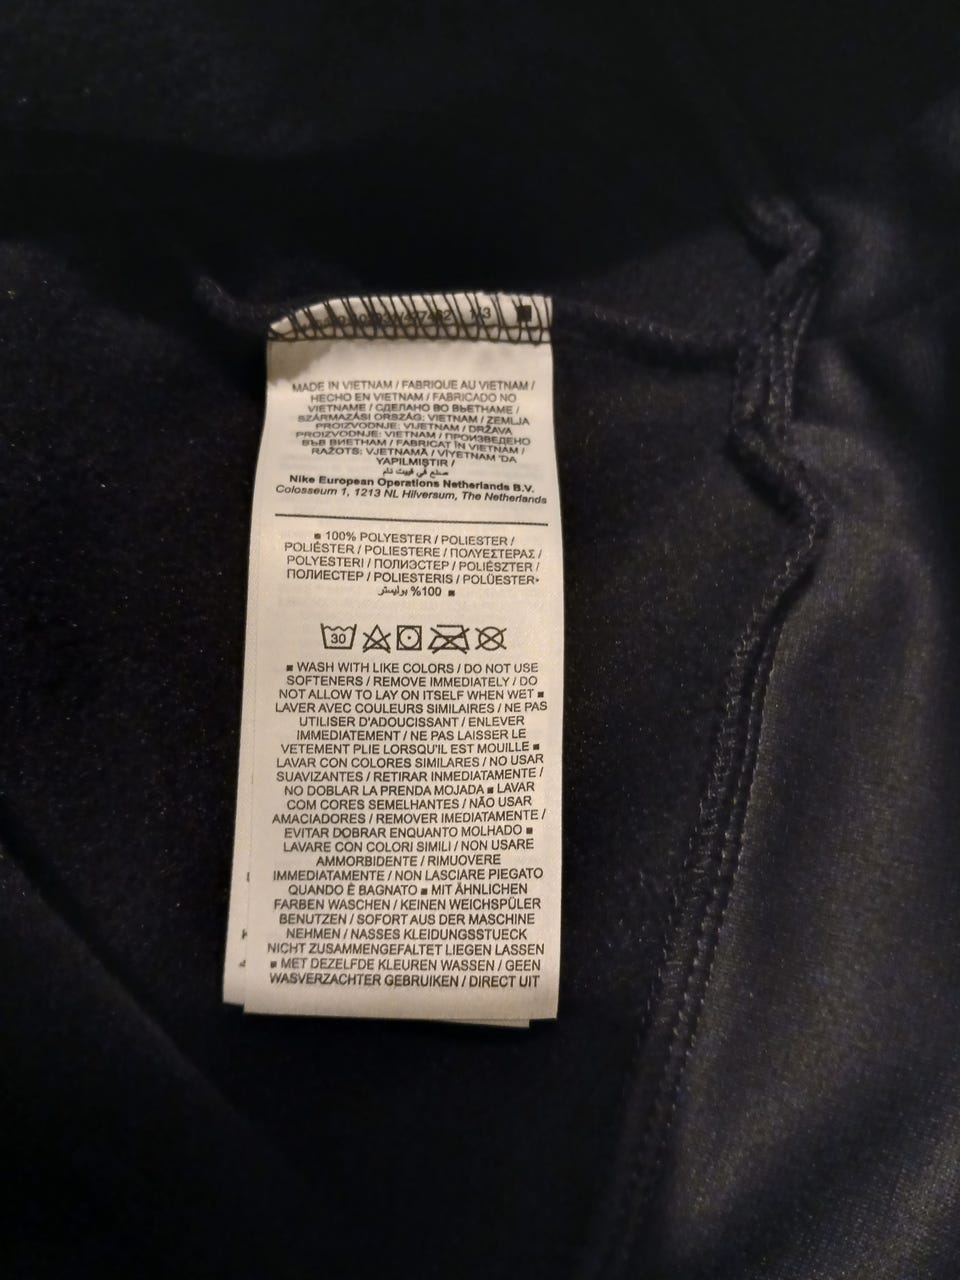 MADE IN VIETNAM / FABRIQUE AU VIETNAM /
HECHO EN VIETNAM / FABRICADO NO
VIETNAME / СДЕЛАНО ВО ВЬЕТНАМЕ /
SZÁRMAZÁSI ORSZÁG: VIETNAM / ZEMLJA
PROIZVODNJE: VIJETNAM / DRŽAVA
PROIZVODNJE: VIETNAM / ПРОИЗВЕДЕНО
ВЪВ ВИЕТНАМ / FABRICAT ÎN VIETNAM /
RAŽOTS: VJETNAMĀ / VİYETNAM 'DA
YAPILMIŞTIR /
صنع في فييت نام
Nike European Operations Netherlands B.V.
Colosseum 1, 1213 NL Hilversum, The Netherlands
■ 100% POLYESTER / POLIESTER /
POLIÉSTER / POLIESTERE / ΠΟΛΥΕΣΤΕΡΑΣ /
POLYESTERI / ПОЛИЭСТЕР / POLIÉSZTER /
ПОЛИЕСТЕР / POLIESTERIS / POLÜESTER
100% بوليستر ■
30
■ WASH WITH LIKE COLORS / DO NOT USE
SOFTENERS / REMOVE IMMEDIATELY / DO
NOT ALLOW TO LAY ON ITSELF WHEN WET ■
LAVER AVEC COULEURS SIMILAIRES / NE PAS
UTILISER D'ADOUCISSANT / ENLEVER
IMMEDIATEMENT / NE PAS LAISSER LE
VETEMENT PLIE LORSQU'IL EST MOUILLE ■
LAVAR CON COLORES SIMILARES / NO USAR
SUAVIZANTES / RETIRAR INMEDIATAMENTE /
NO DOBLAR LA PRENDA MOJADA ■ LAVAR
COM CORES SEMELHANTES / NÃO USAR
AMACIADORES / REMOVER IMEDIATAMENTE /
EVITAR DOBRAR ENQUANTO MOLHADO ■
LAVARE CON COLORI SIMILI / NON USARE
AMMORBIDENTE / RIMUOVERE
IMMEDIATAMENTE / NON LASCIARE PIEGATO
QUANDO È BAGNATO ■ MIT ÄHNLICHEN
FARBEN WASCHEN / KEINEN WEICHSPÜLER
BENUTZEN / SOFORT AUS DER MASCHINE
NEHMEN / NASSES KLEIDUNGSSTUECK
NICHT ZUSAMMENGEFALTET LIEGEN LASSEN
■ MET DEZELFDE KLEUREN WASSEN / GEEN
WASVERZACHTER GEBRUIKEN / DIRECT UIT